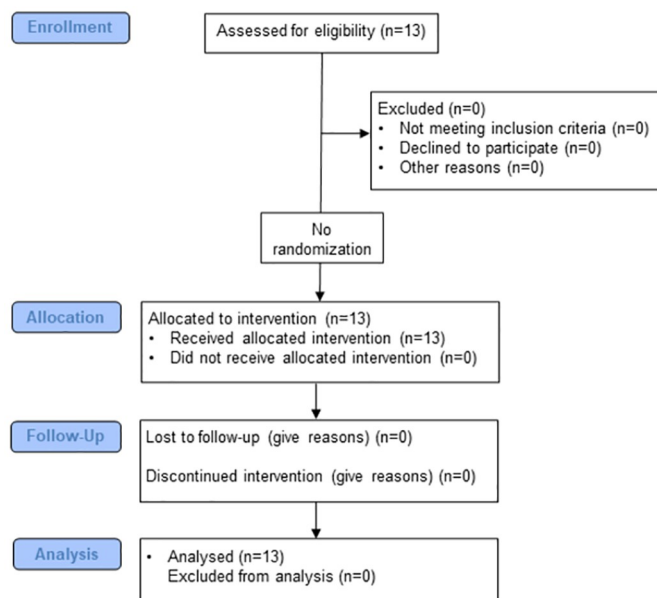 Enrollment
Assessed for eligibility (n=13)
Excluded (n=0)
• Not meeting inclusion criteria (n=0)
• Declined to participate (n=0)
• Other reasons (n=0)
No
randomization
Allocation
Allocated to intervention (n=13)
• Received allocated intervention (n=13)
• Did not receive allocated intervention (n=0)
Follow-Up
Lost to follow-up (give reasons) (n=0)
Discontinued intervention (give reasons) (n=0)
Analysis
• Analysed (n=13)
Excluded from analysis (n=0)